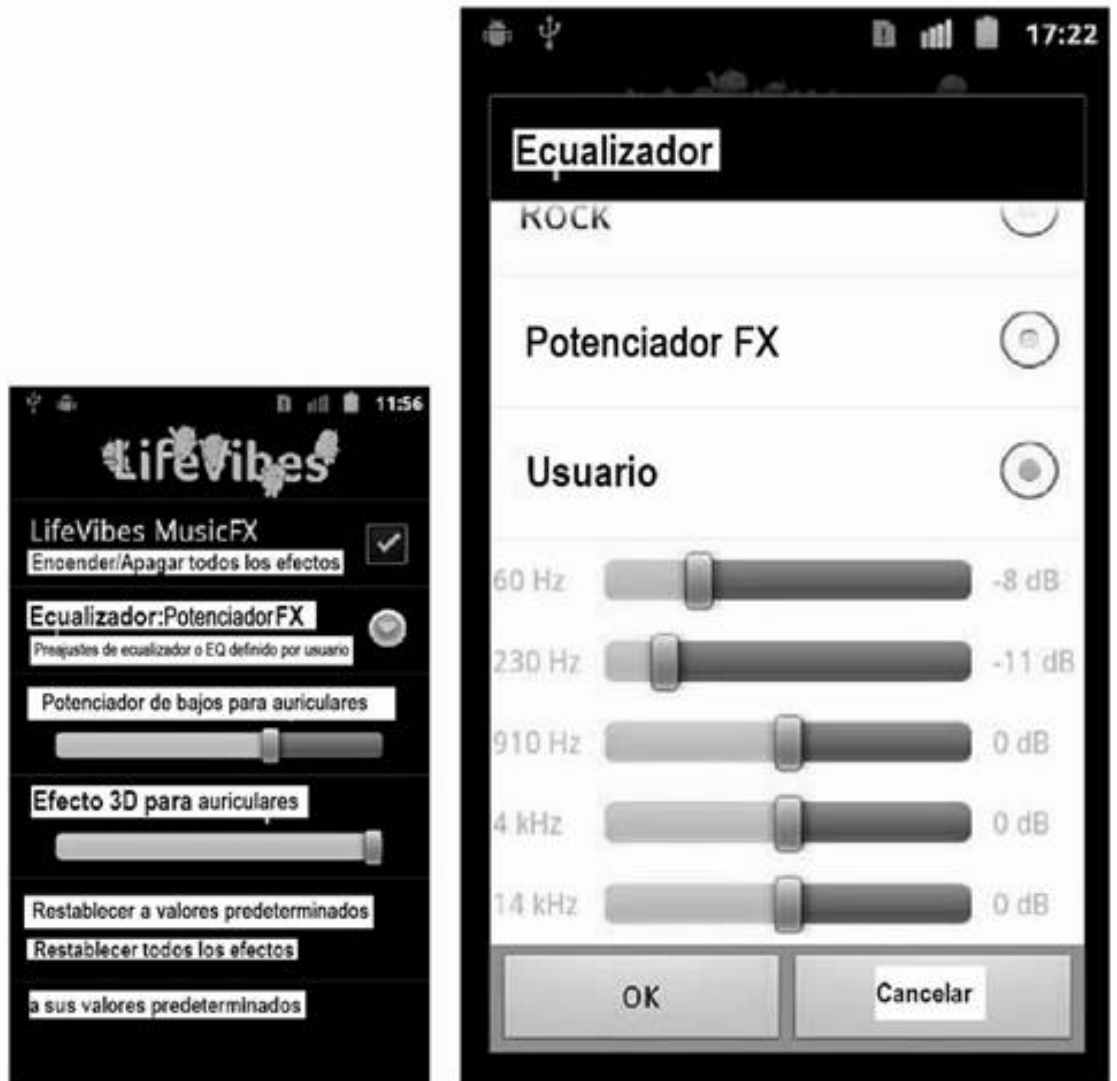 11:56
LifeVibes
LifeVibes MusicFX
Encender/Apagar todos los efectos
Ecualizador:PotenciadorFX
Preajustes de ecualizador o EQ definido por usuario
Potenciador de bajos para auriculares
Efecto 3D para auriculares
Restablecer a valores predeterminados
Restablecer todos los efectos
a sus valores predeterminados
17:22
Ecualizador
ROCK
Potenciador FX
Usuario
60 Hz -8 dB
230 Hz -11 dB
910 Hz 0 dB
4 kHz 0 dB
14 kHz 0 dB
OK Cancelar